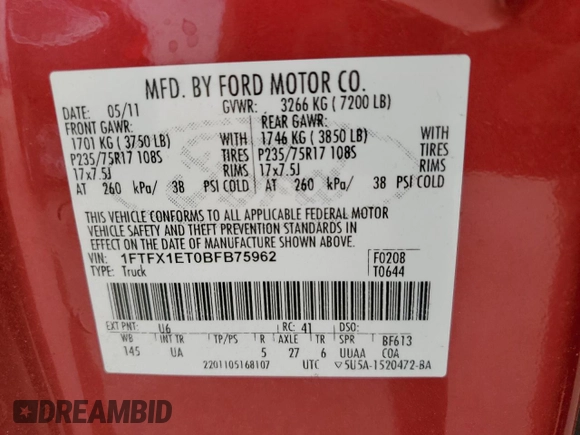 MFD. BY FORD MOTOR CO.
DATE: 05/11 GVWR: 3266 KG ( 7200 LB)
FRONT GAWR: REAR GAWR:
1701 KG ( 3750 LB) WITH 1746 KG ( 3850 LB)
P235/75R17 108S TIRES P235/75R17 108S
17x7.5J RIMS 17x7.5J
AT 260 kPa/ 38 PSI COLD AT 260 kPa/ 38 PSI COLD
THIS VEHICLE CONFORMS TO ALL APPLICABLE FEDERAL MOTOR
VEHICLE SAFETY AND THEFT PREVENTION STANDARDS IN
EFFECT ON THE DATE OF MANUFACTURE SHOWN ABOVE.
VIN: 1FTFX1ET0BFB75962 F0208
TYPE: Truck T0644
EXT PNT: U6 RC: 41 DSO:
WB INT TR TP/PS R AXLE TR SPR BF613
145 UA 5 27 6 UUAA COA
2201105168107 UTC 5U5A-1520472-BA
DREAMBID